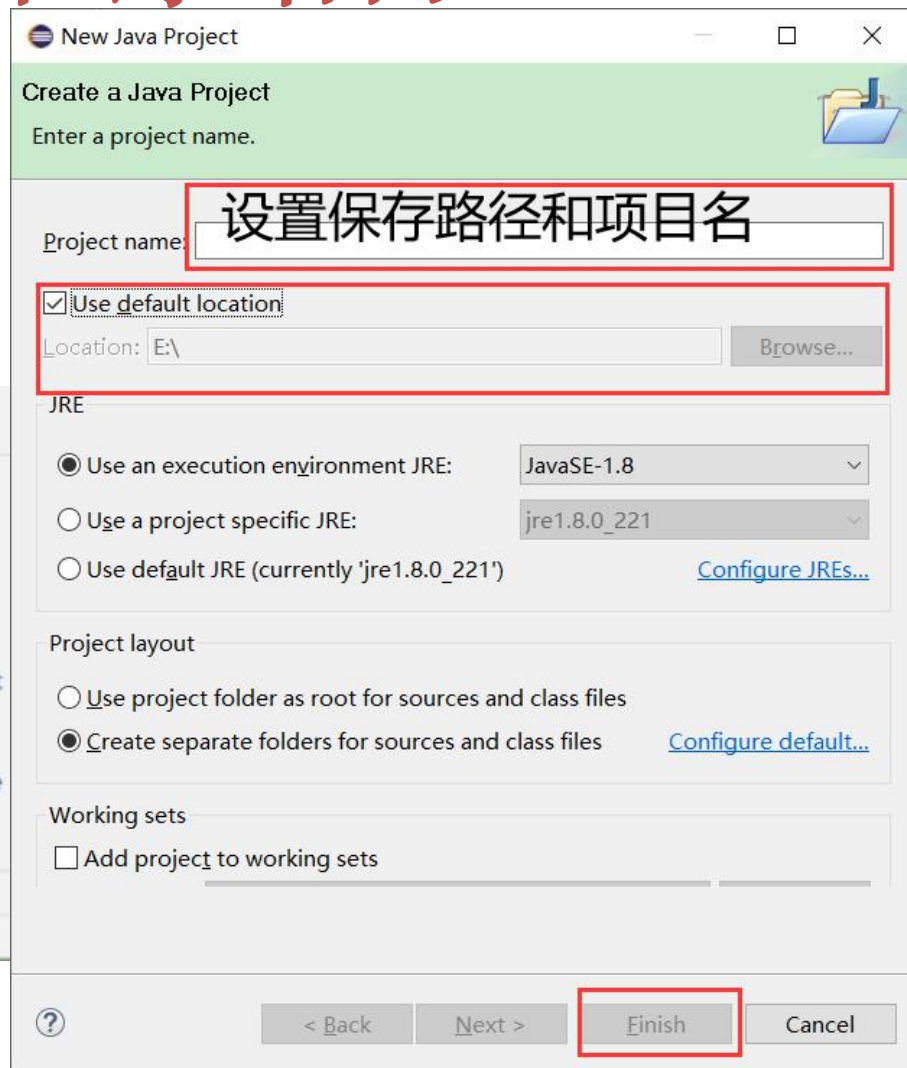 New Java Project
Create a Java Project
Enter a project name.
设置保存路径和项目名
Project name:
Use default location
Location: E:\ Browse...
JRE
Use an execution environment JRE: JavaSE-1.8
Use a project specific JRE: jre1.8.0_221
Use default JRE (currently 'jre1.8.0_221') Configure JREs...
Project layout
Use project folder as root for sources and class files
Create separate folders for sources and class files Configure default...
Working sets
Add project to working sets
? < Back Next > Finish Cancel